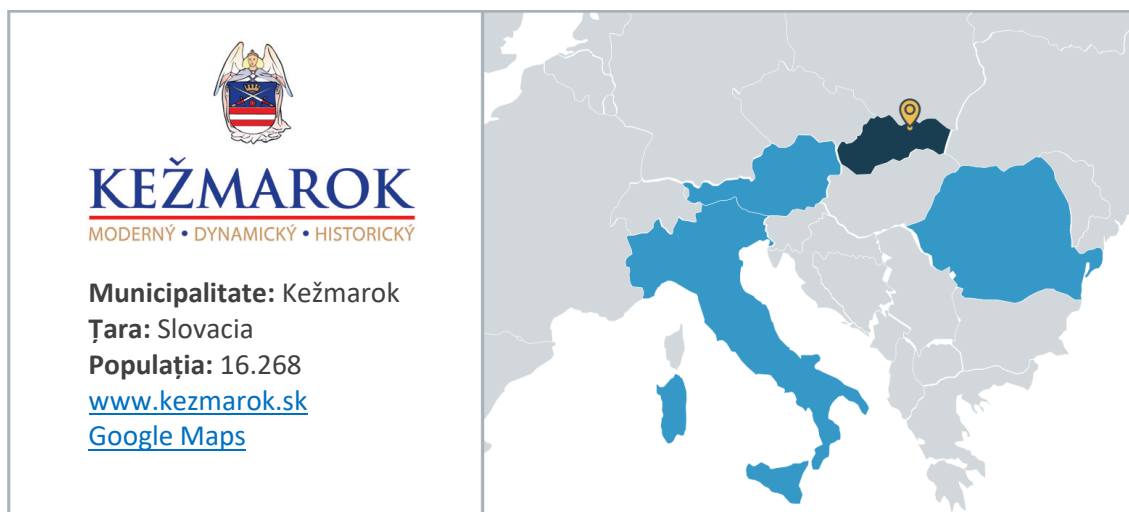 KEŽMAROK
MODERNÝ • DYNAMICKÝ • HISTORICKÝ
Municipalitate: Kežmarok
Țara: Slovacia
Populația: 16.268
www.kezmarok.sk
Google Maps